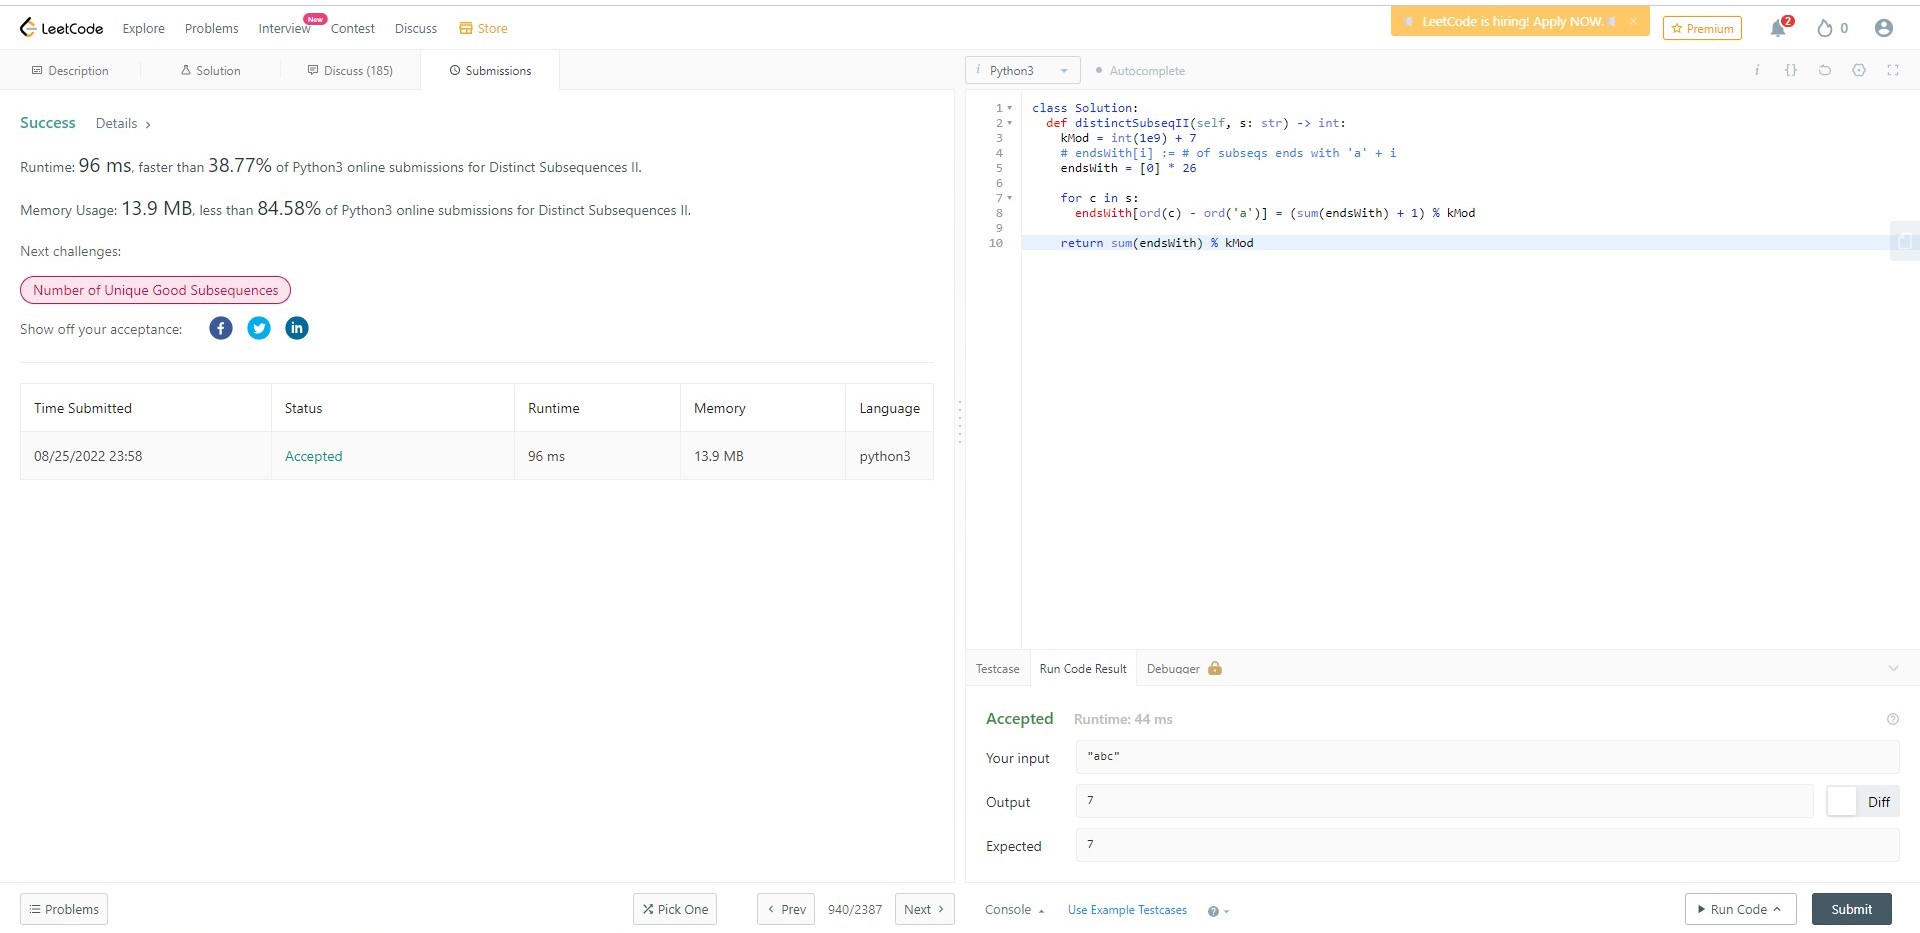 LeetCode Explore Problems Interview New Contest Discuss Store LeetCode is hiring! Apply NOW. Premium 2 0
Description Solution Discuss (185) Submissions
Success Details
Runtime: 96 ms, faster than 38.77% of Python3 online submissions for Distinct Subsequences II.
Memory Usage: 13.9 MB, less than 84.58% of Python3 online submissions for Distinct Subsequences II.
Next challenges:
Number of Unique Good Subsequences
Show off your acceptance:
Time Submitted Status Runtime Memory Language
08/25/2022 23:58 Accepted 96 ms 13.9 MB python3
Problems Pick One Prev 940/2387 Next
i Python3 Autocomplete i {}
1 class Solution:
2 def distinctSubseqII(self, s: str) -> int:
3 kMod = int(1e9) + 7
4 # endsWith[i] := # of subseqs ends with 'a' + i
5 endsWith = [0] * 26
6
7 for c in s:
8 endsWith[ord(c) - ord('a')] = (sum(endsWith) + 1) % kMod
9
10 return sum(endsWith) % kMod
Testcase Run Code Result Debugger
Accepted Runtime: 44 ms
Your input "abc"
Output 7 Diff
Expected 7
Console Use Example Testcases Run Code Submit